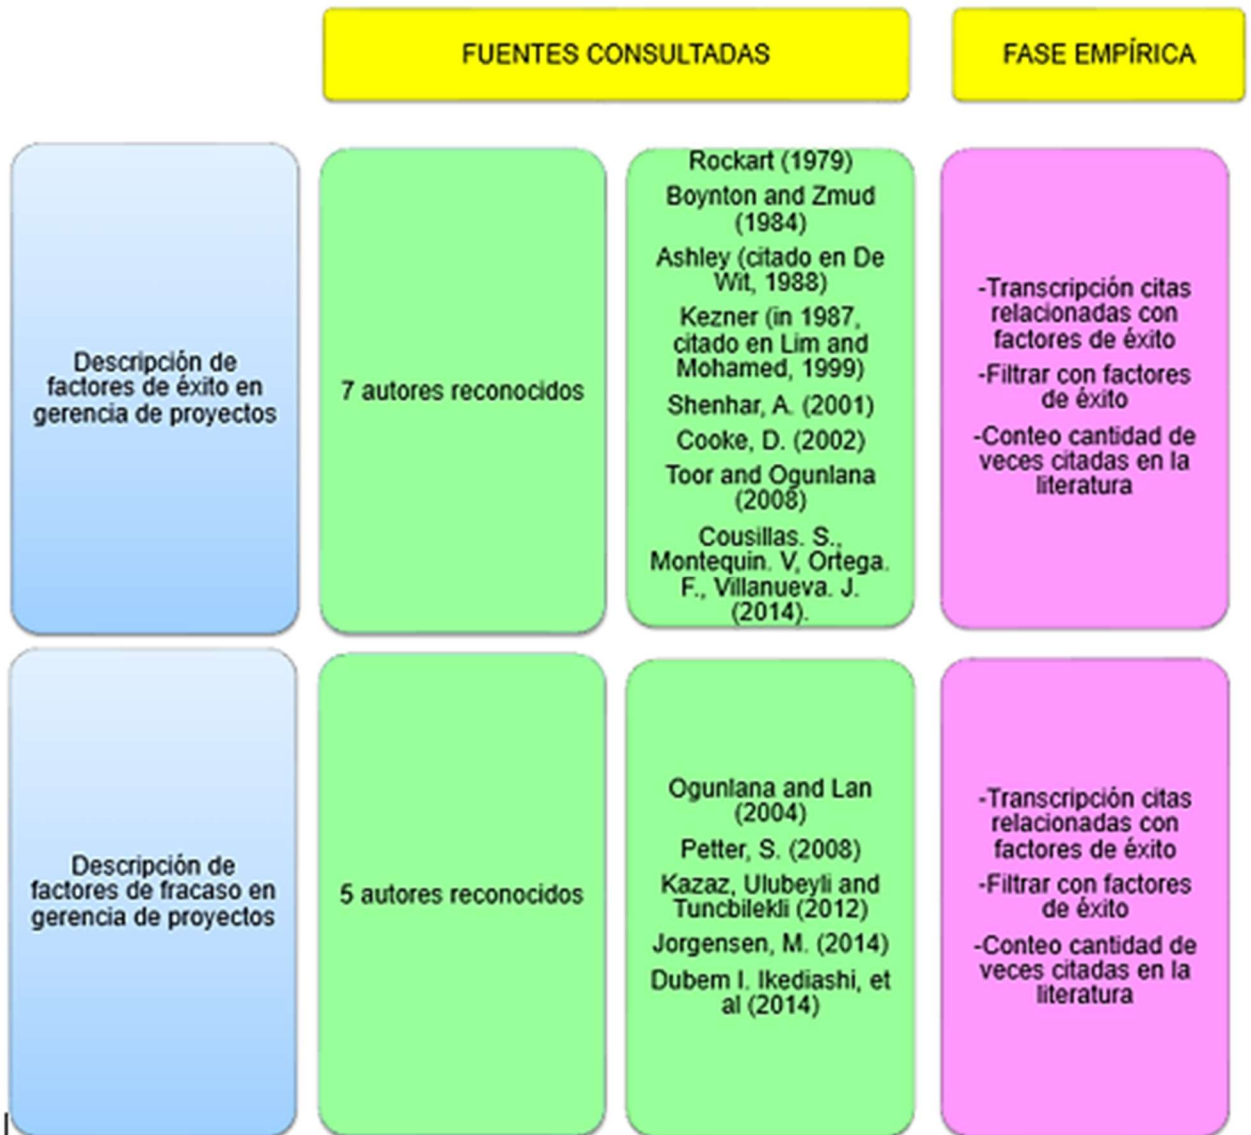 FUENTES CONSULTADAS
FASE EMPÍRICA
Descripción de
factores de éxito en
gerencia de proyectos
7 autores reconocidos
Rockart (1979)
Boynton and Zmud
(1984)
Ashley (citado en De
Wit, 1988)
Kezner (in 1987,
citado en Lim and
Mohamed, 1999)
Shenhar, A. (2001)
Cooke, D. (2002)
Toor and Ogunlana
(2008)
Cousillas. S.,
Montequin. V, Ortega.
F., Villanueva. J.
(2014).
-Transcripción citas
relacionadas con
factores de éxito
-Filtrar con factores
de éxito
-Conteo cantidad de
veces citadas en la
literatura
Descripción de
factores de fracaso en
gerencia de proyectos
5 autores reconocidos
Ogunlana and Lan
(2004)
Petter, S. (2008)
Kazaz, Ulubeyli and
Tuncbilekli (2012)
Jorgensen, M. (2014)
Dubem I. Ikediashi, et
al (2014)
-Transcripción citas
relacionadas con
factores de éxito
-Filtrar con factores
de éxito
-Conteo cantidad de
veces citadas en la
literatura